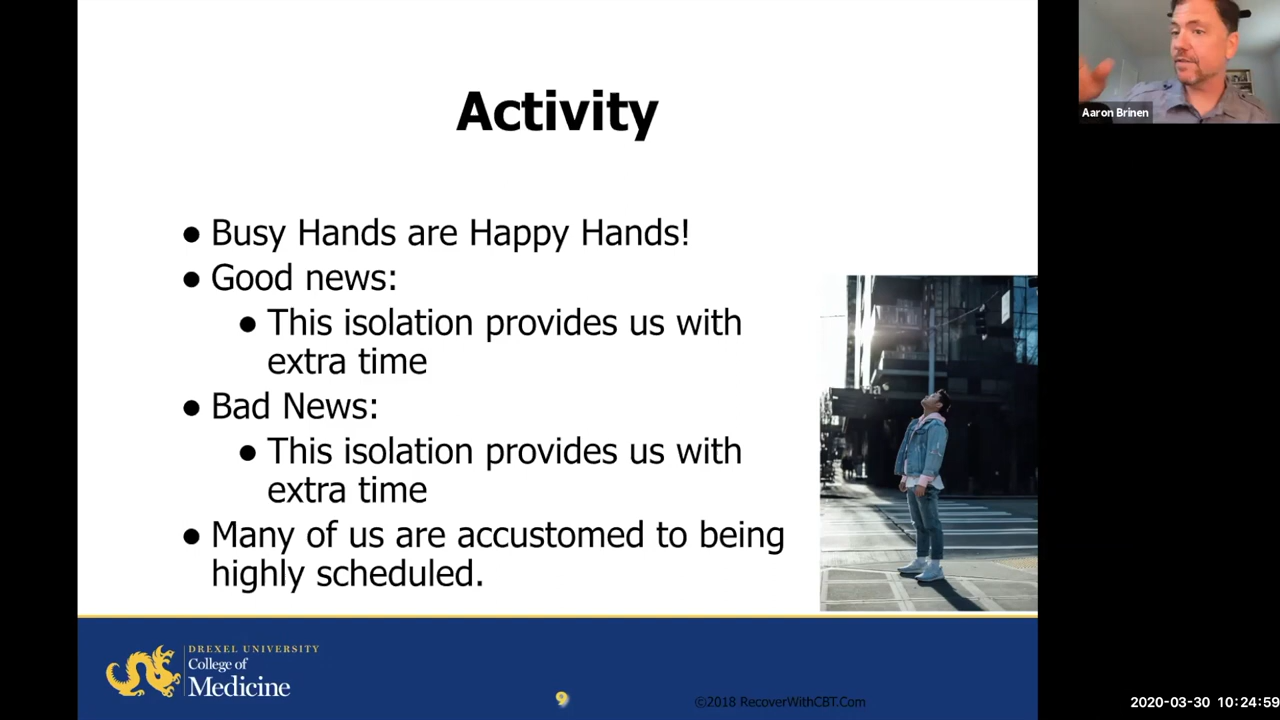 Activity
● Busy Hands are Happy Hands!
● Good news:
● This isolation provides us with
extra time
● Bad News:
● This isolation provides us with
extra time
● Many of us are accustomed to being
highly scheduled.
DREXEL UNIVERSITY
College of
Medicine
9
©2018 RecoverWithCBT.Com
Aaron Brinen
2020-03-30 10:24:59